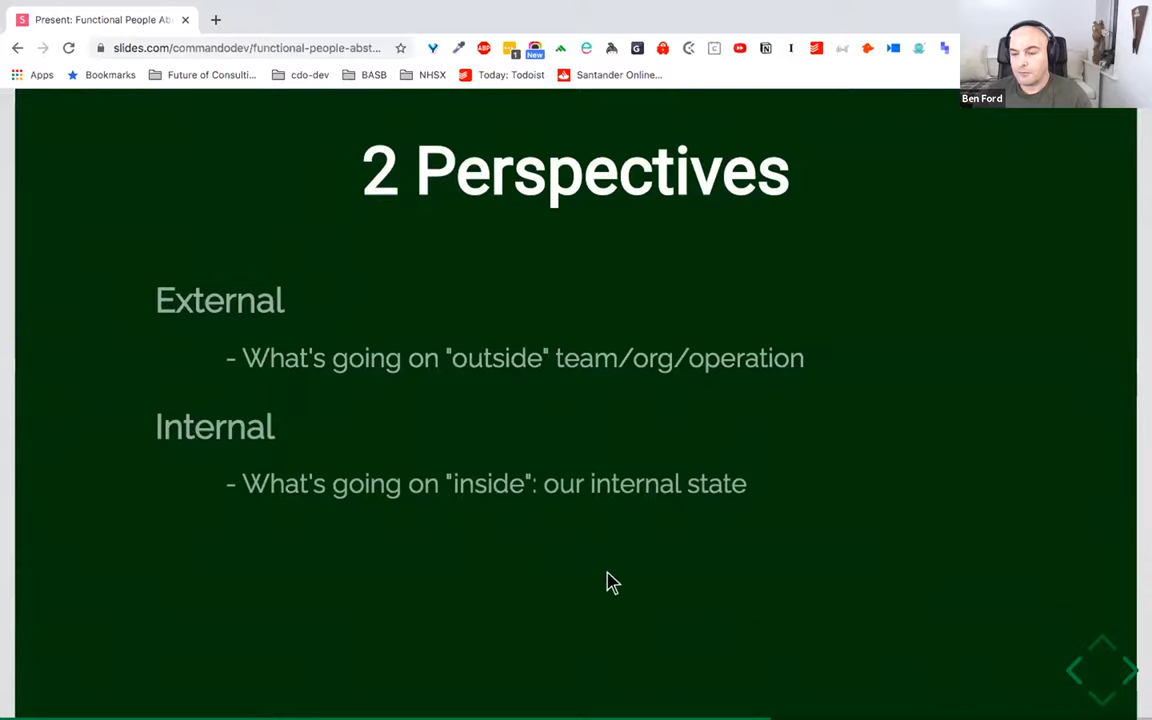 Present: Functional People Ab
slides.com/commandodev/functional-people-abst...
1
New
G
C
N
I
Apps
Bookmarks
Future of Consulti...
cdo-dev
BASB
NHSX
Today: Todoist
Santander Online...
Ben Ford
2 Perspectives
External
- What's going on "outside" team/org/operation
Internal
- What's going on "inside": our internal state